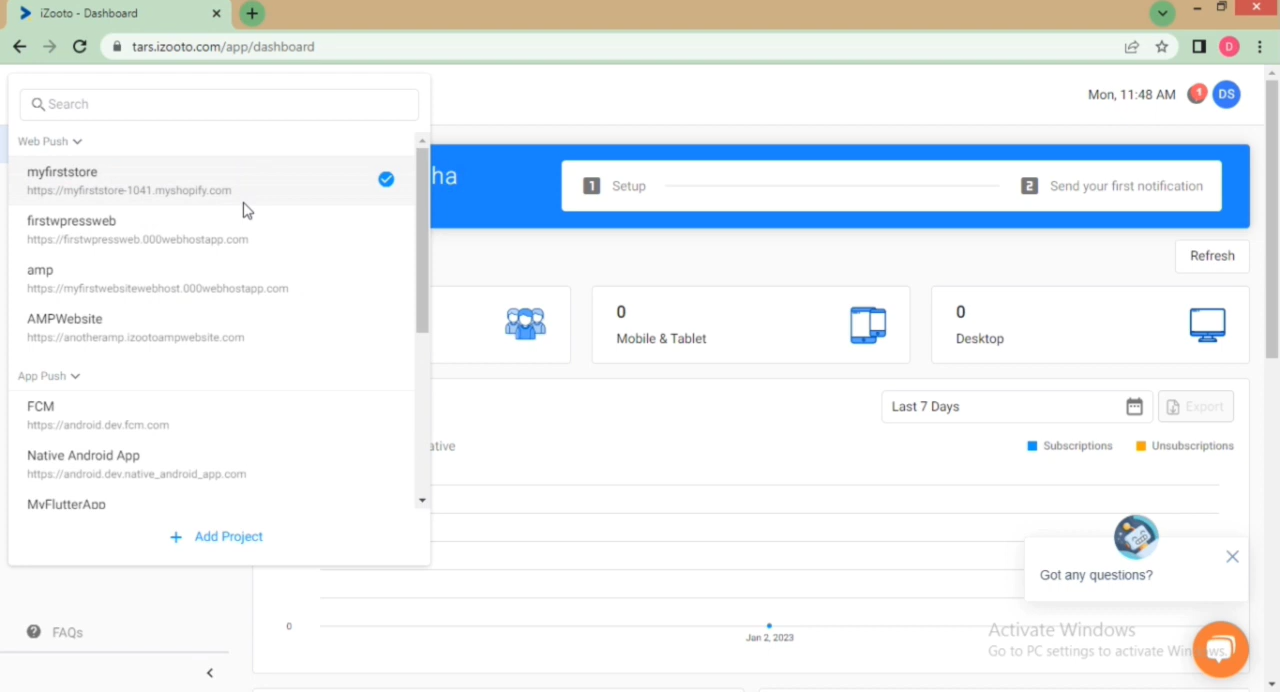 iZooto - Dashboard
tars.izooto.com/app/dashboard
D
Search
Mon, 11:48 AM
1
DS
Web Push
myfirststore
https://myfirststore-1041.myshopify.com
firstwpressweb
https://firstwpressweb.000webhostapp.com
amp
https://myfirstwebsitewebhost.000webhostapp.com
AMPWebsite
https://anotheramp.izootoampwebsite.com
App Push
FCM
https://android.dev.fcm.com
Native Android App
https://android.dev.native_android_app.com
MyFlutterApp
Add Project
ha
1 Setup
2 Send your first notification
Refresh
0
Mobile & Tablet
0
Desktop
Last 7 Days
Export
ative
Subscriptions
Unsubscriptions
0
Jan 2, 2023
Got any questions?
Activate Windows
Go to PC settings to activate Windows.
FAQs